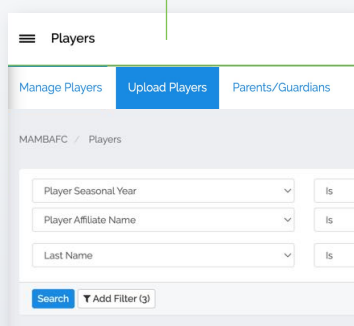 Players
Manage Players Upload Players Parents/Guardians
MAMBAFC / Players
Player Seasonal Year Is
Player Affiliate Name Is
Last Name Is
Search Add Filter (3)